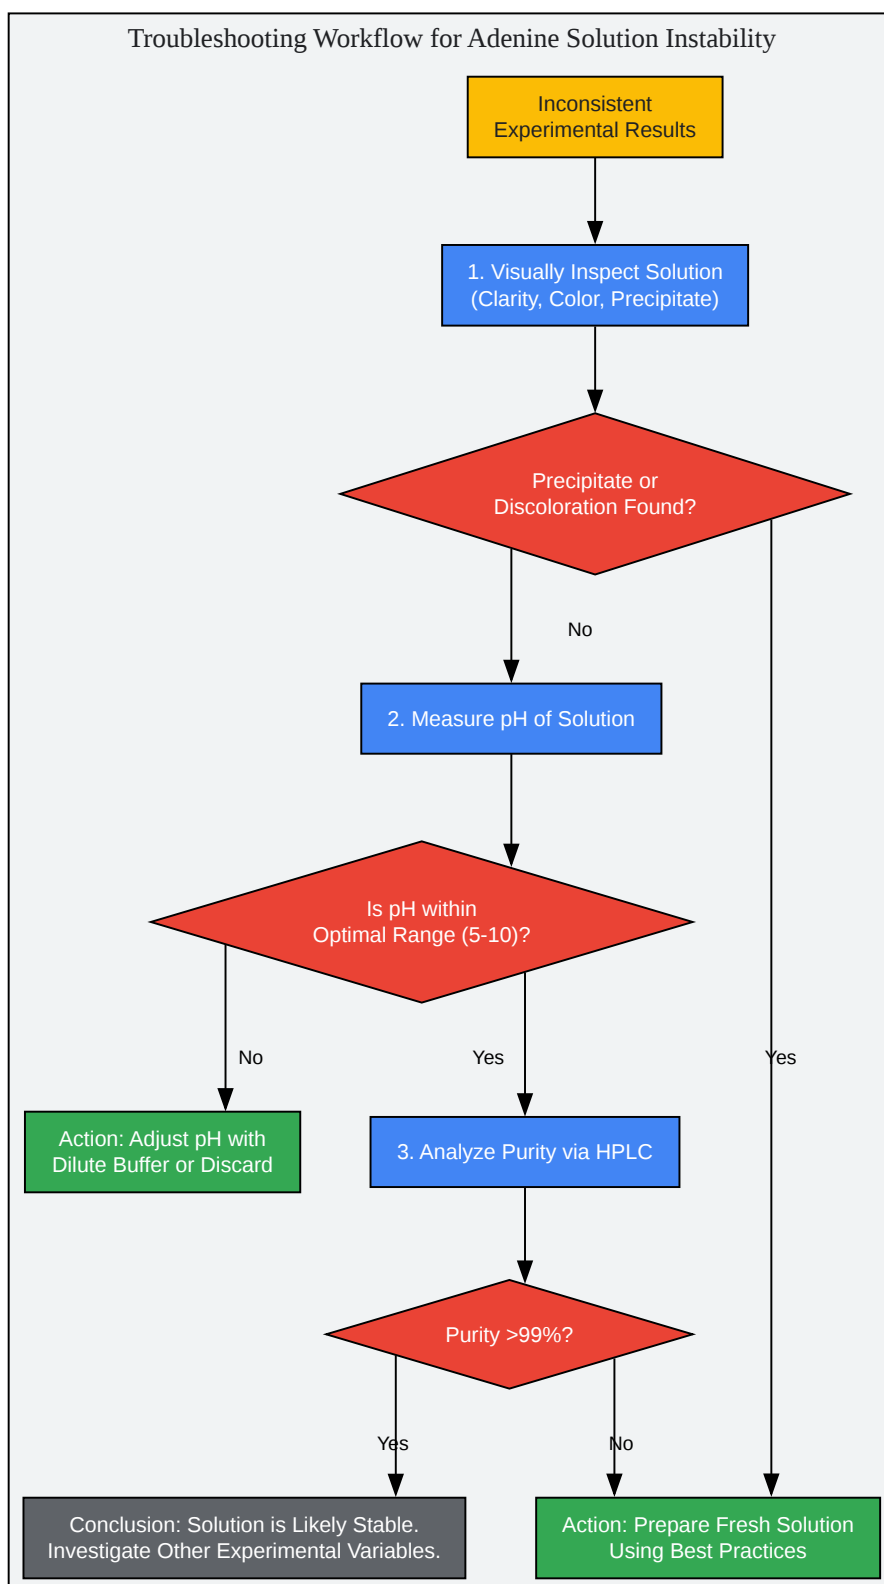 Troubleshooting Workflow for Adenine Solution Instability
Inconsistent
Experimental Results
1. Visually Inspect Solution
(Clarity, Color, Precipitate)
Precipitate or
Discoloration Found?
No
2. Measure pH of Solution
Is pH within
Optimal Range (5-10)?
No
Yes
Yes
Action: Adjust pH with
Dilute Buffer or Discard
3. Analyze Purity via HPLC
Purity >99%?
Yes
No
Conclusion: Solution is Likely Stable.
Investigate Other Experimental Variables.
Action: Prepare Fresh Solution
Using Best Practices